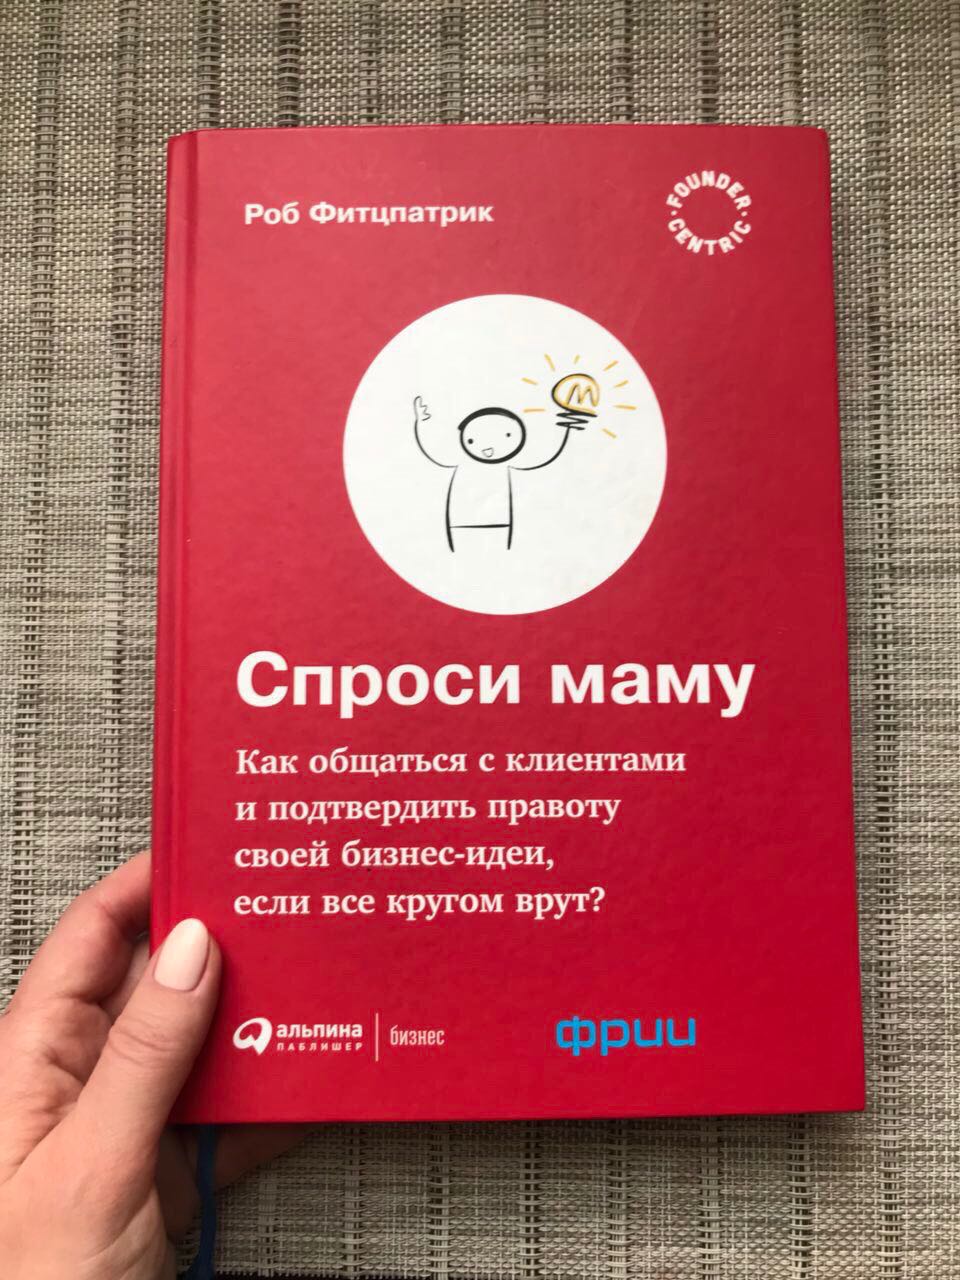 Роб Фитцпатрик
FOUNDER
CENTRIC
M
Спроси маму
Как общаться с клиентами
и подтвердить правоту
своей бизнес-идеи,
если все кругом врут?
альпина
ПАБЛИШЕР
бизнес
фрии